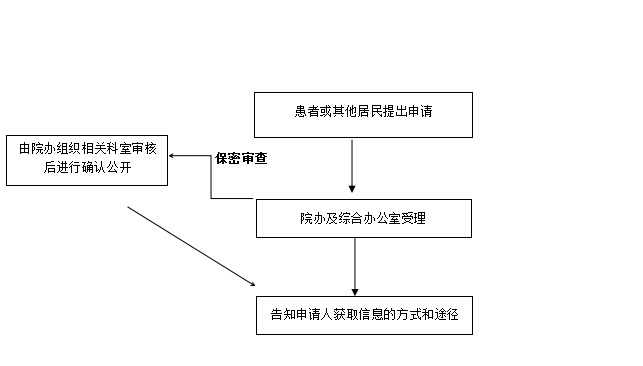 患者或其他居民提出申请
由院办组织相关科室审核
后进行确认公开
保密审查
院办及综合办公室受理
告知申请人获取信息的方式和途径